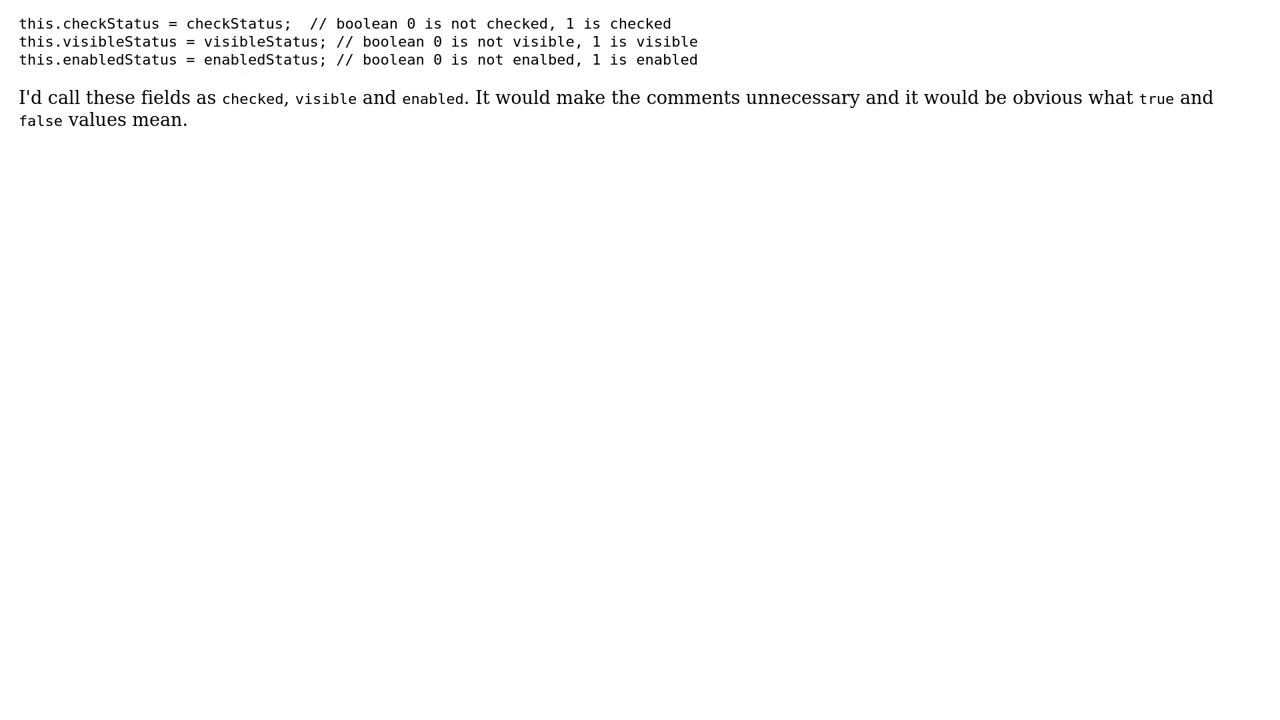 this.checkStatus = checkStatus;  // boolean 0 is not checked, 1 is checked
this.visibleStatus = visibleStatus; // boolean 0 is not visible, 1 is visible
this.enabledStatus = enabledStatus; // boolean 0 is not enalbed, 1 is enabled
I'd call these fields as checked, visible and enabled. It would make the comments unnecessary and it would be obvious what true and
false values mean.